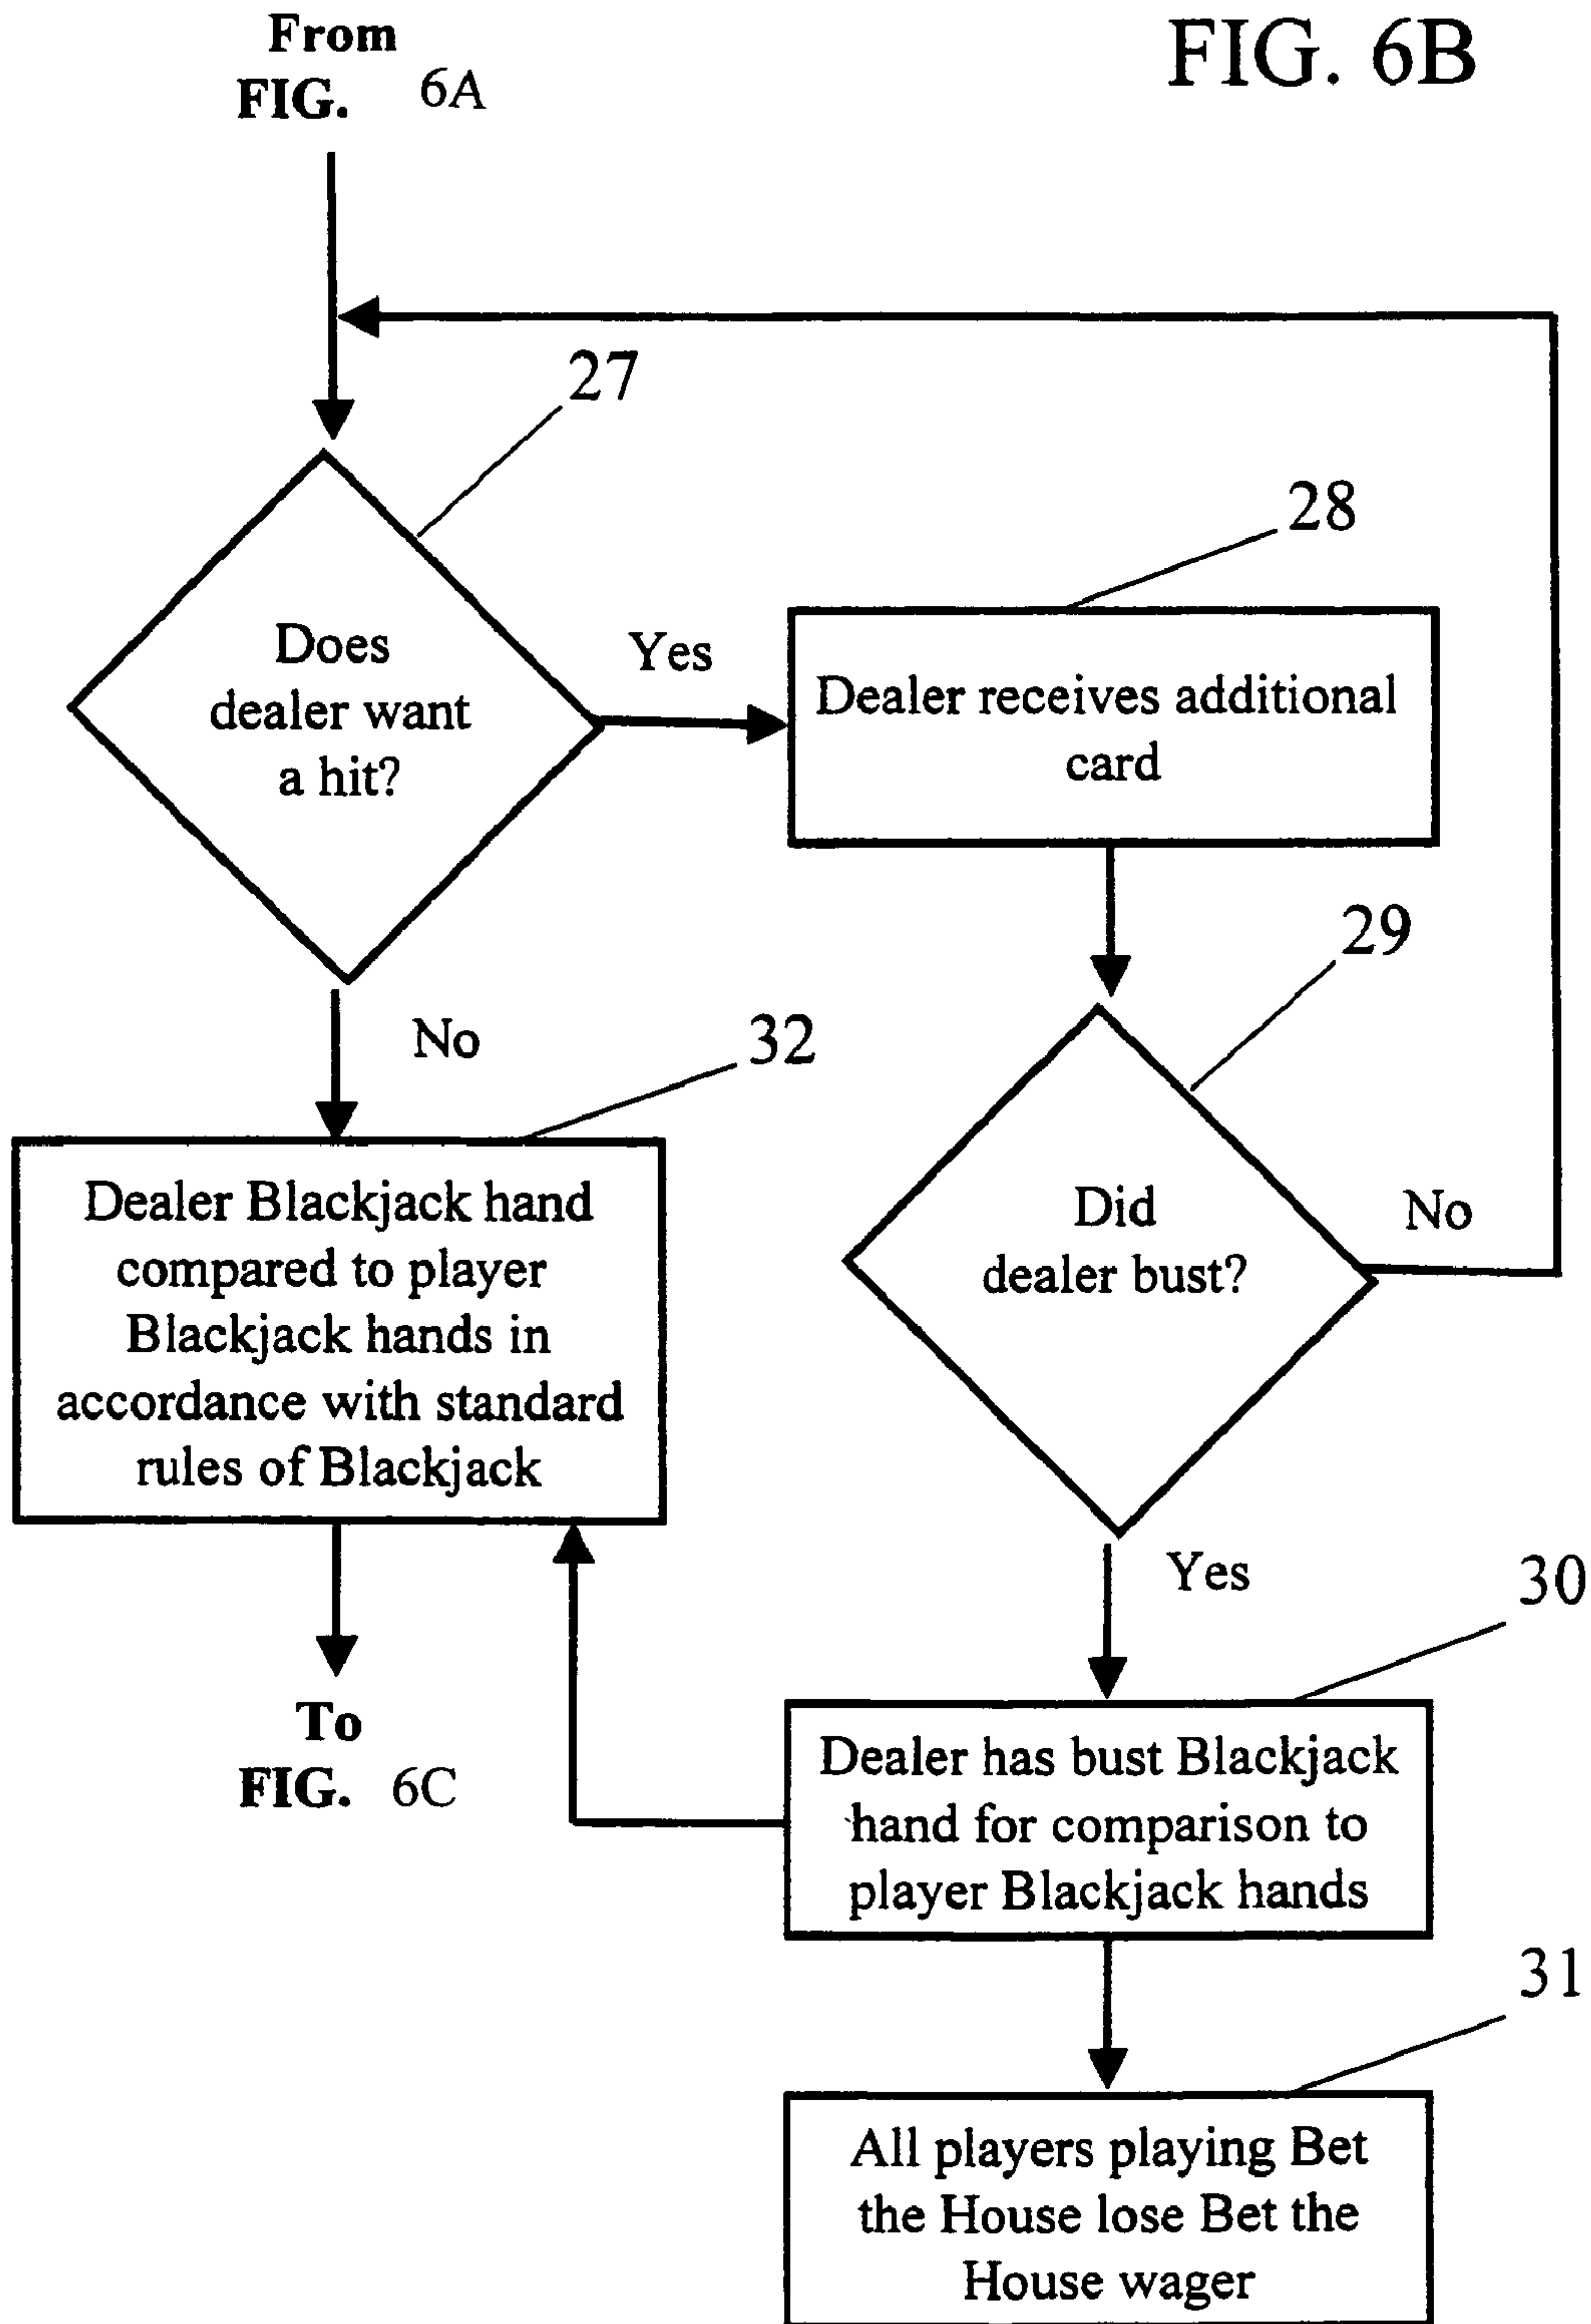 From
FIG. 6A
FIG. 6B
27
Does
dealer want
a hit?
Yes
28
Dealer receives additional
card
29
Did
dealer bust?
No
No
32
Dealer Blackjack hand
compared to player
Blackjack hands in
accordance with standard
rules of Blackjack
Yes
30
To
FIG. 6C
Dealer has bust Blackjack
hand for comparison to
player Blackjack hands
31
All players playing Bet
the House lose Bet the
House wager